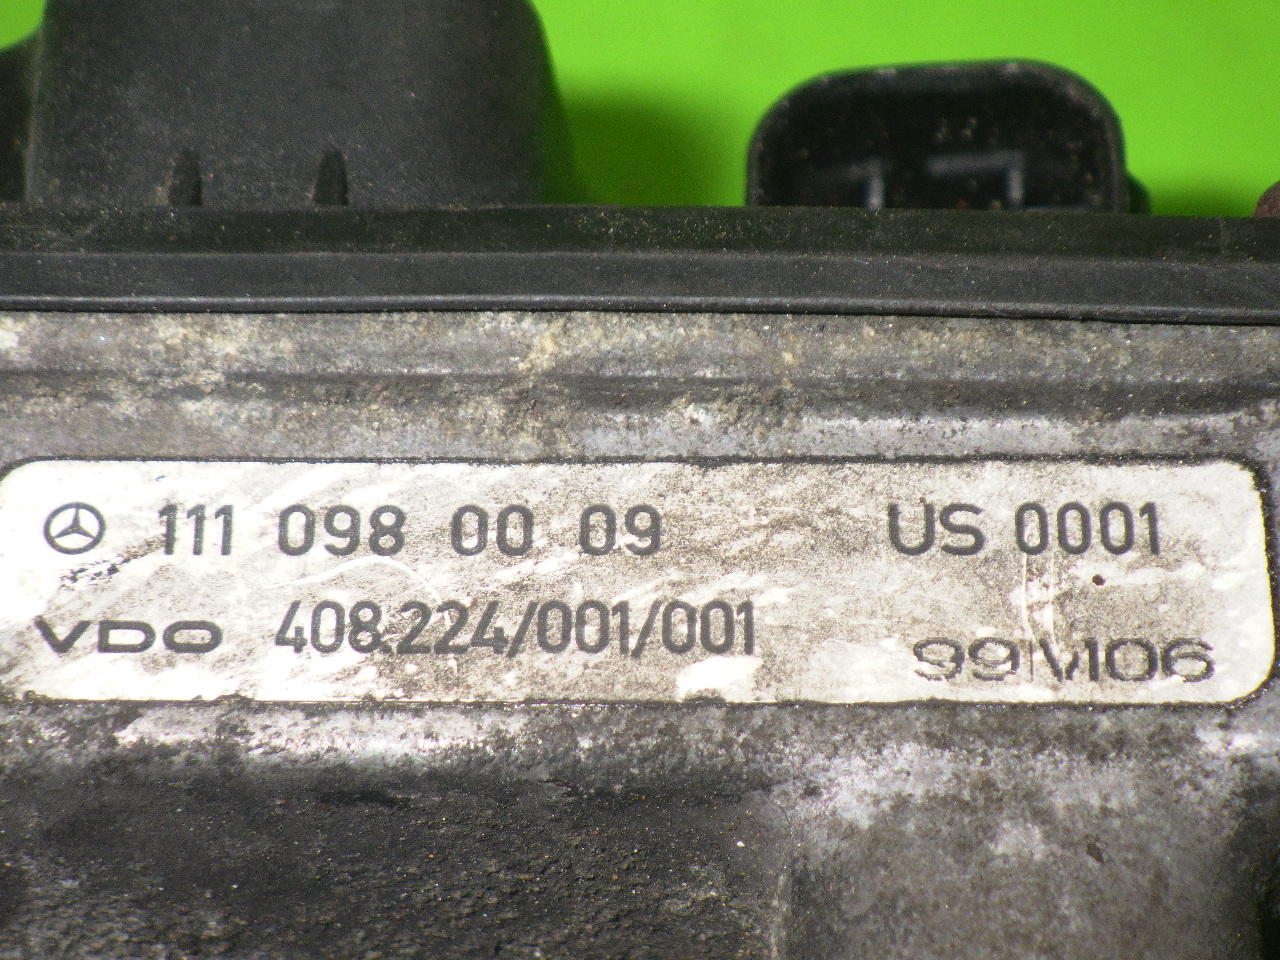 111 098 00 09 US 0001
VDO 408.224/001/001 99M06